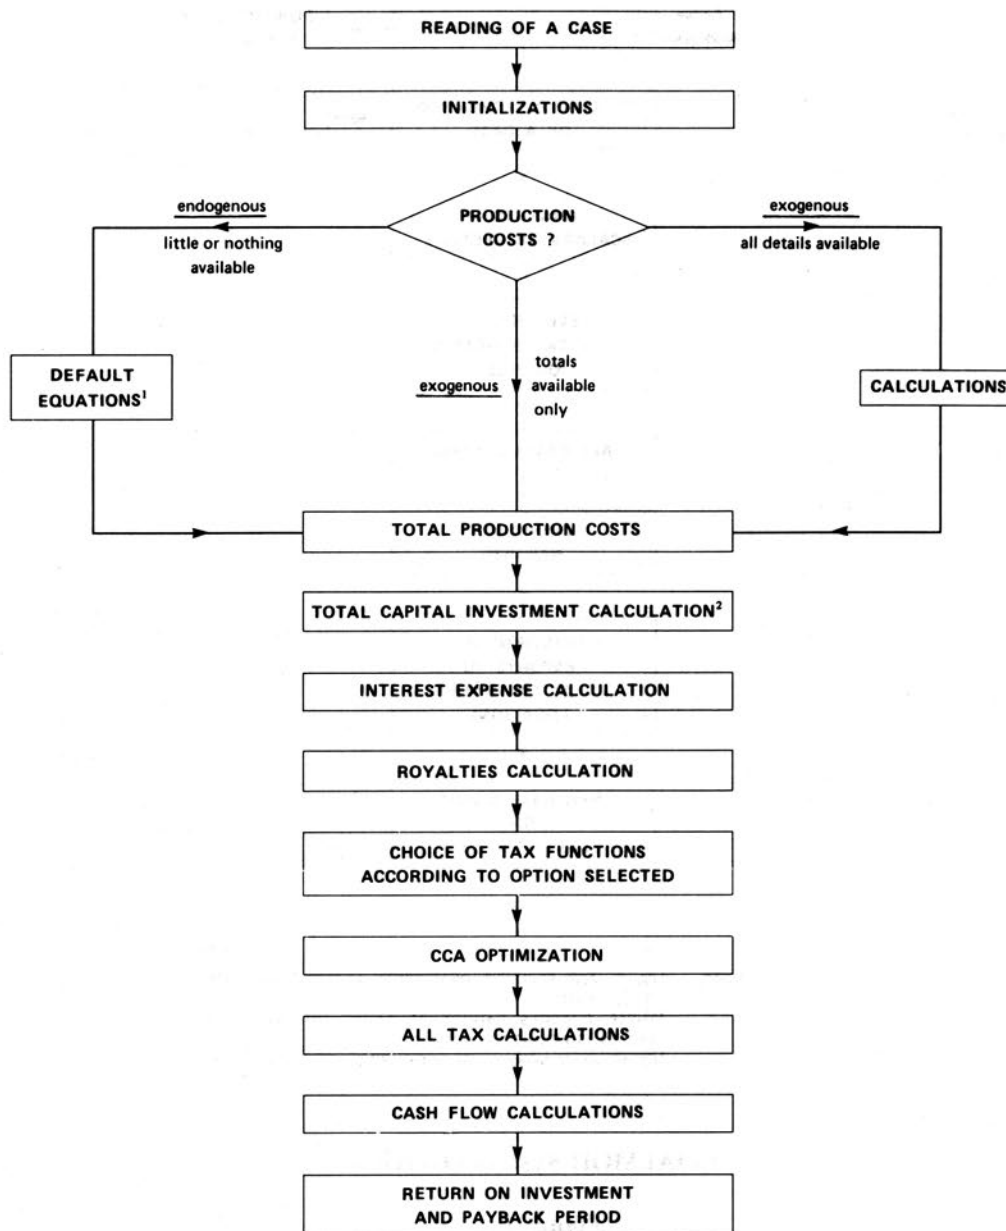 READING OF A CASE
INITIALIZATIONS
PRODUCTION
COSTS ?
endogenous
little or nothing
available
exogenous
all details available
DEFAULT
EQUATIONS¹
exogenous
totals
available
only
CALCULATIONS
TOTAL PRODUCTION COSTS
TOTAL CAPITAL INVESTMENT CALCULATION²
INTEREST EXPENSE CALCULATION
ROYALTIES CALCULATION
CHOICE OF TAX FUNCTIONS
ACCORDING TO OPTION SELECTED
CCA OPTIMIZATION
ALL TAX CALCULATIONS
CASH FLOW CALCULATIONS
RETURN ON INVESTMENT
AND PAYBACK PERIOD